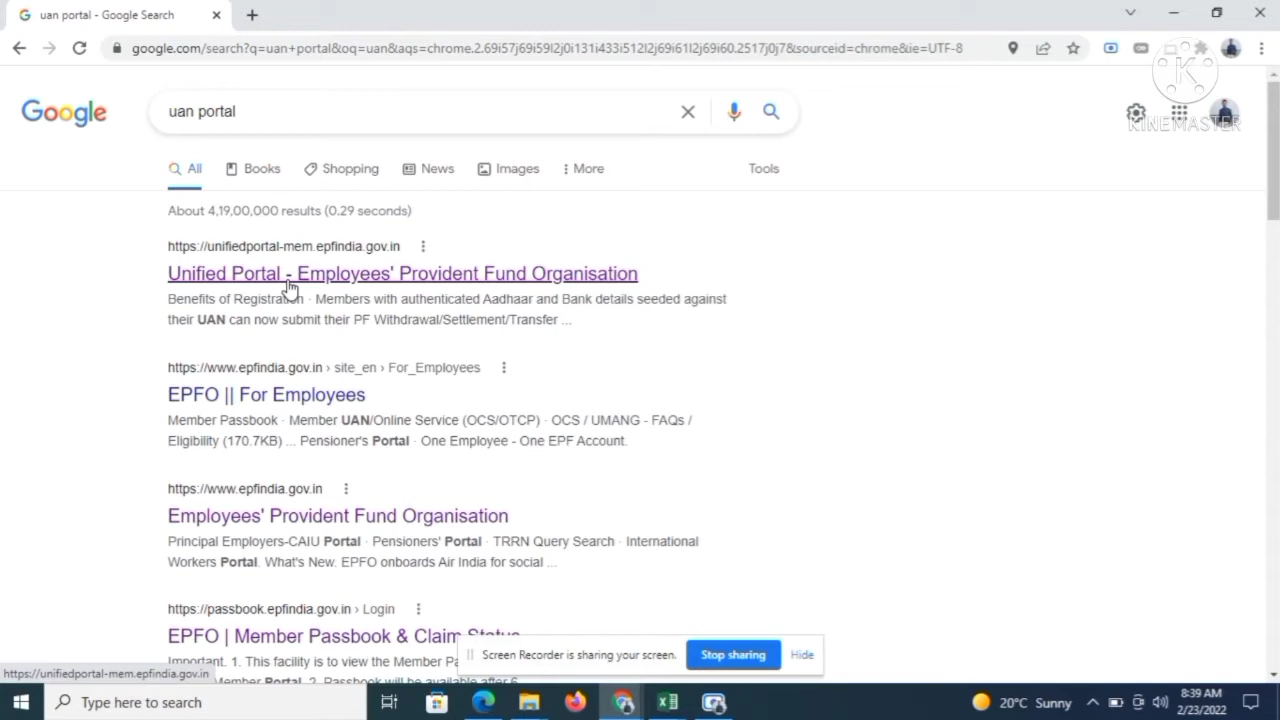 uan portal - Google Search
google.com/search?q=uan+portal&oq=uan&aqs=chrome.2.69i57j69i59l2j0i131i433i512l2j69i61l2j69i60.2517j0j7&sourceid=chrome&ie=UTF-8
Google
uan portal
K
KINEMASTER
All
Books
Shopping
News
Images
More
Tools
About 4,19,00,000 results (0.29 seconds)
https://unifiedportal-mem.epfindia.gov.in
Unified Portal - Employees' Provident Fund Organisation
Benefits of Registration · Members with authenticated Aadhaar and Bank details seeded against
their UAN can now submit their PF Withdrawal/Settlement/Transfer ...
https://www.epfindia.gov.in › site_en › For_Employees
EPFO || For Employees
Member Passbook · Member UAN/Online Service (OCS/OTCP) · OCS / UMANG - FAQs /
Eligibility (170.7KB) ... Pensioner's Portal · One Employee - One EPF Account.
https://www.epfindia.gov.in
Employees' Provident Fund Organisation
Principal Employers-CAIU Portal · Pensioners' Portal · TRRN Query Search · International
Workers Portal. What's New. EPFO onboards Air India for social ...
https://passbook.epfindia.gov.in › Login
EPFO | Member Passbook & Claim Status
Important. 1. This facility is to view the Member Pa
Member Portal. 2. Passbook will be available after 6
Screen Recorder is sharing your screen.
Stop sharing
Hide
https://unifiedportal-mem.epfindia.gov.in
Type here to search
20°C Sunny
8:39 AM
2/23/2022